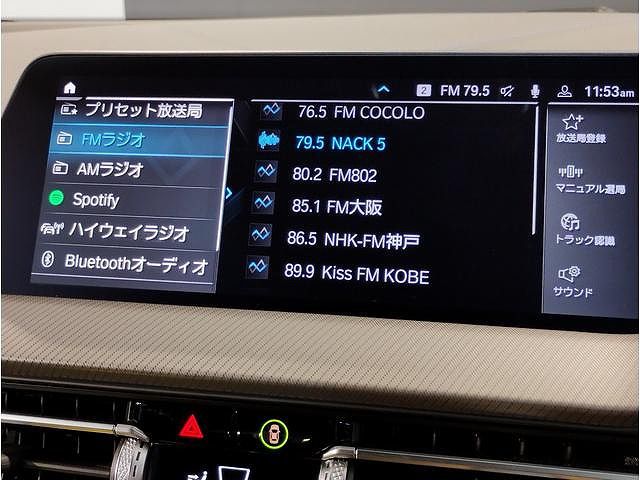 2 FM 79.5 11:53am
プリセット放送局
FMラジオ
AMラジオ
Spotify
ハイウェイラジオ
Bluetoothオーディオ
76.5 FM COCOLO
79.5 NACK 5
80.2 FM802
85.1 FM大阪
86.5 NHK-FM神戸
89.9 Kiss FM KOBE
放送局登録
マニュアル選局
トラック認識
サウンド